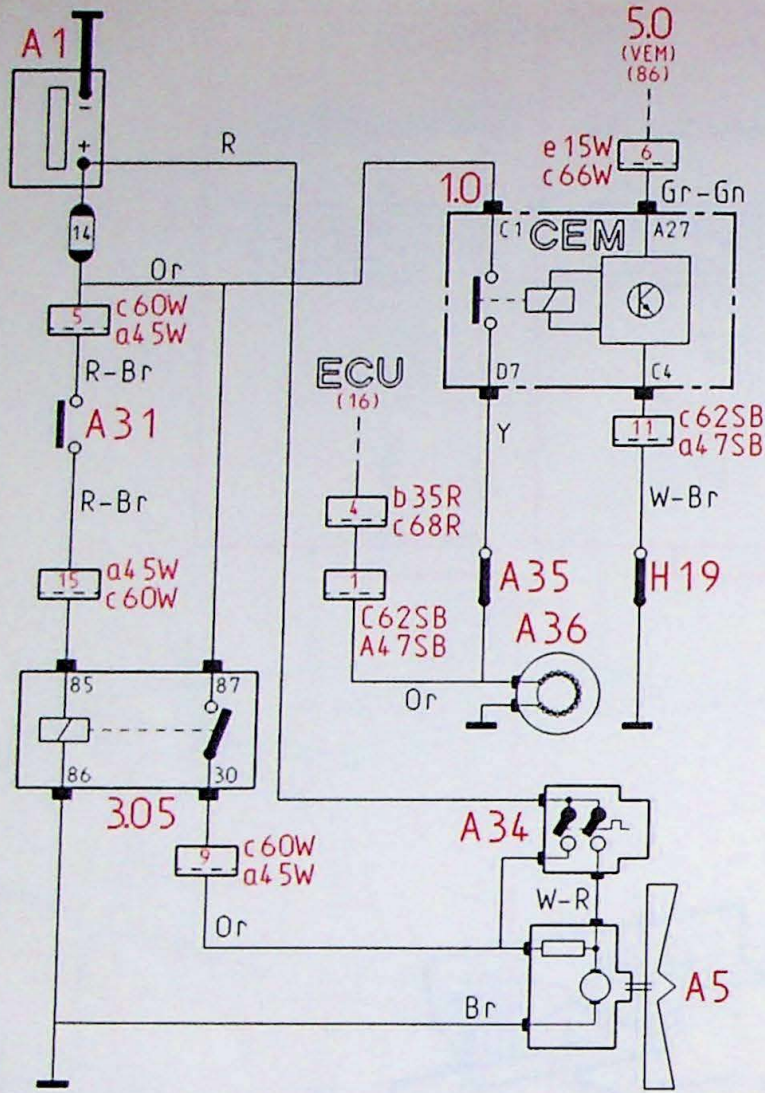 A1
-
+
R
5.0
(VEM)
(86)
e15W
c66W
6
1.0
Gr-Gn
C1
CEM
A27
14
Or
5
c60W
a45W
R-Br
A31
ECU
(16)
D7
C4
Y
11
c62SB
a47SB
R-Br
4
b35R
c68R
W-Br
15
a45W
c60W
1
C62SB
A47SB
A35
H19
A36
Or
85
87
86
30
3.05
A34
9
c60W
a45W
W-R
Or
A5
Br